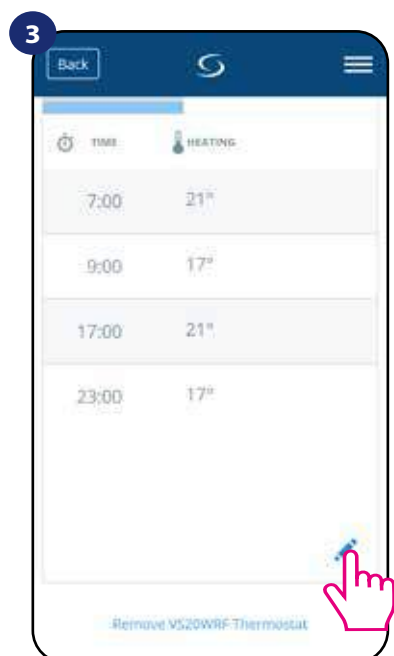 3
Back
TIME HEATING
7:00 21°
9:00 17°
17:00 21°
23:00 17°
Remove VS20WRF Thermostat